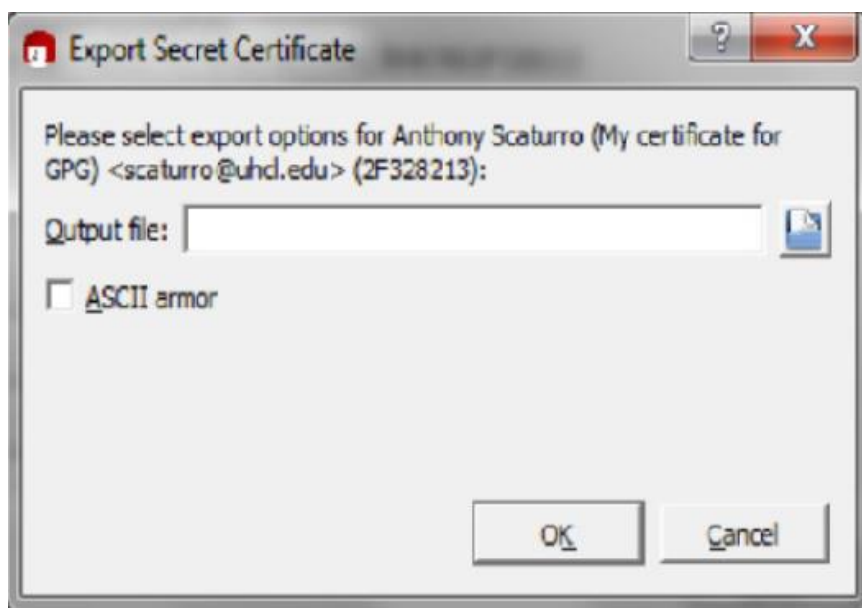 Export Secret Certificate
Please select export options for Anthony Scaturro (My certificate for
GPG) <scaturro@uhcl.edu> (2F328213):
Output file:
ASCII armor
OK
Cancel